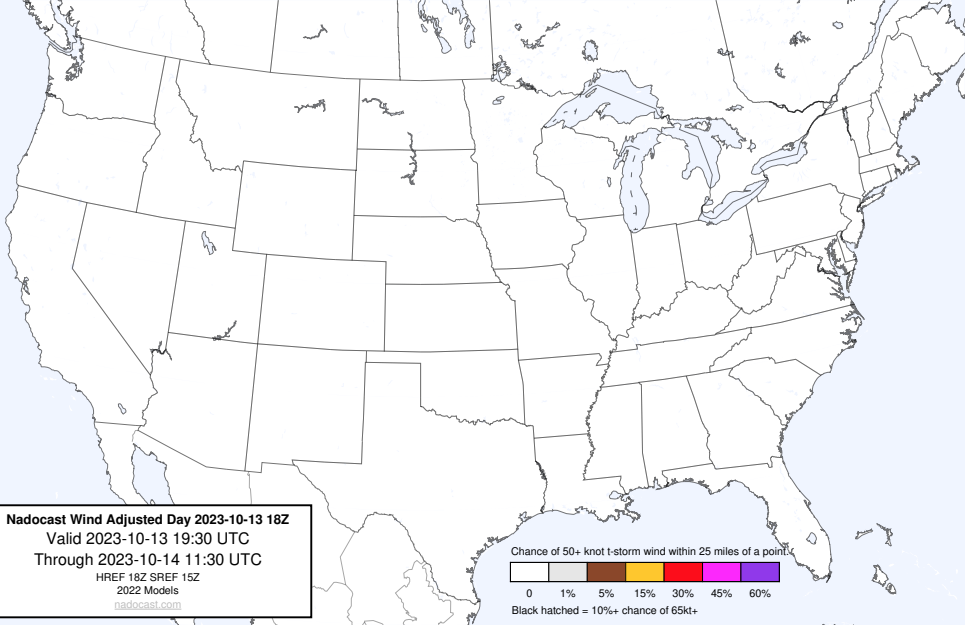 Nadocast Wind Adjusted Day 2023-10-13 18Z
Valid 2023-10-13 19:30 UTC
Through 2023-10-14 11:30 UTC
HREF 18Z SREF 15Z
2022 Models
nadocast.com
Chance of 50+ knot t-storm wind within 25 miles of a point.
0 1% 5% 15% 30% 45% 60%
Black hatched = 10%+ chance of 65kt+